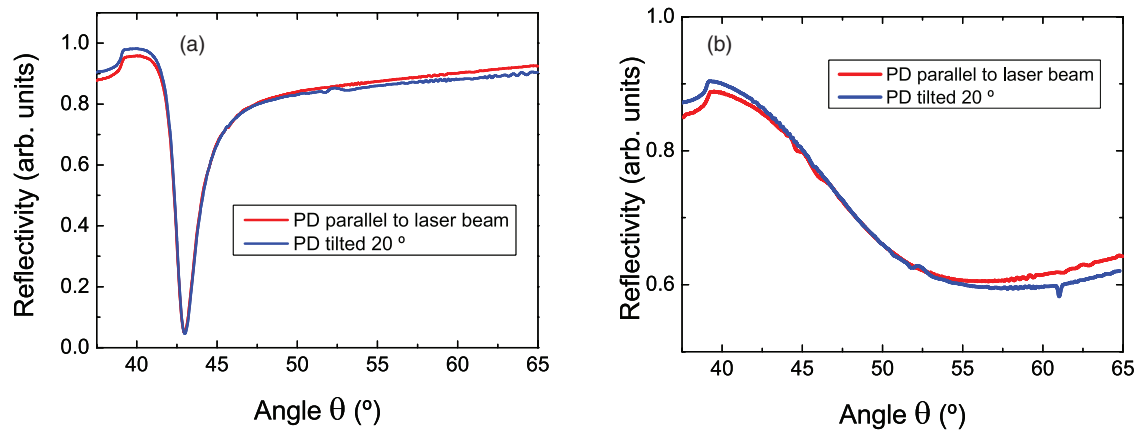 (a)
Reflectivity (arb. units)
1.0
0.8
0.6
0.4
0.2
0.0
PD parallel to laser beam
PD tilted 20 º
40 45 50 55 60 65
Angle θ (º)
(b)
Reflectivity (arb. units)
1.0
0.8
0.6
PD parallel to laser beam
PD tilted 20 º
40 45 50 55 60 65
Angle θ (º)